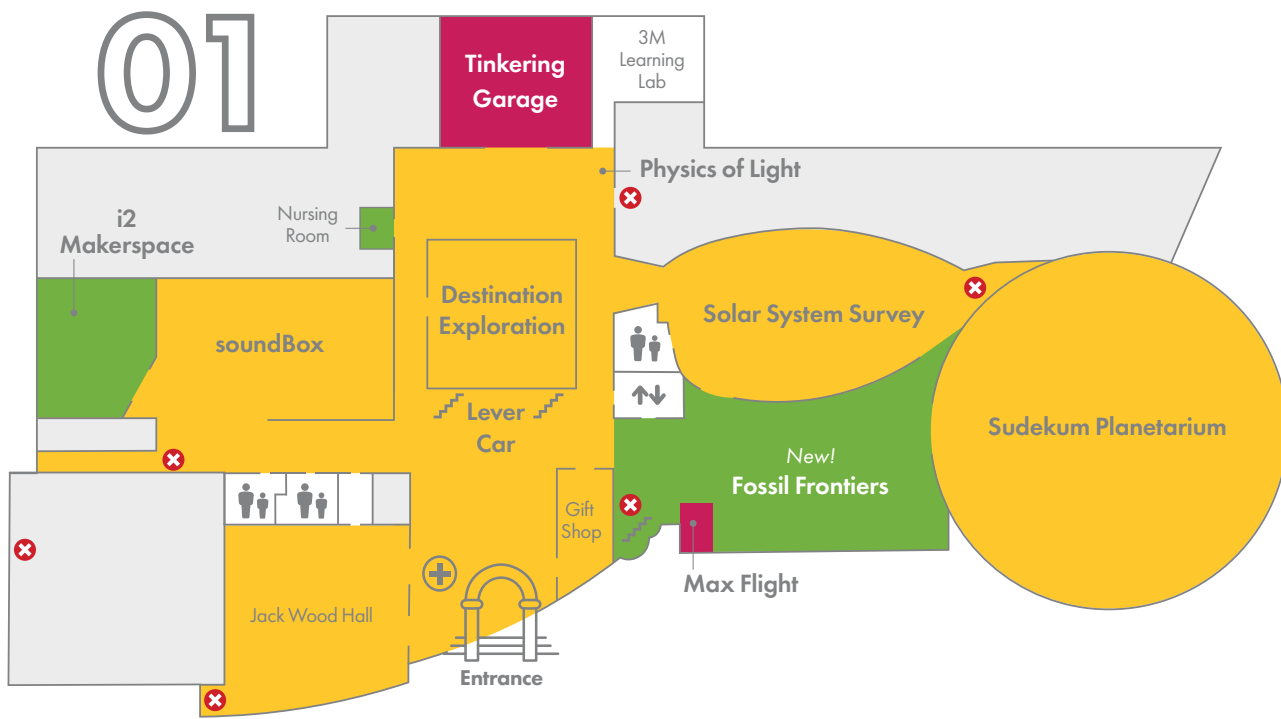 01
Tinkering
Garage
3M
Learning
Lab
Physics of Light
i2
Makerspace
Nursing
Room
Destination
Exploration
Solar System Survey
soundBox
Lever
Car
Sudekum Planetarium
New!
Fossil Frontiers
Gift
Shop
Max Flight
Jack Wood Hall
Entrance